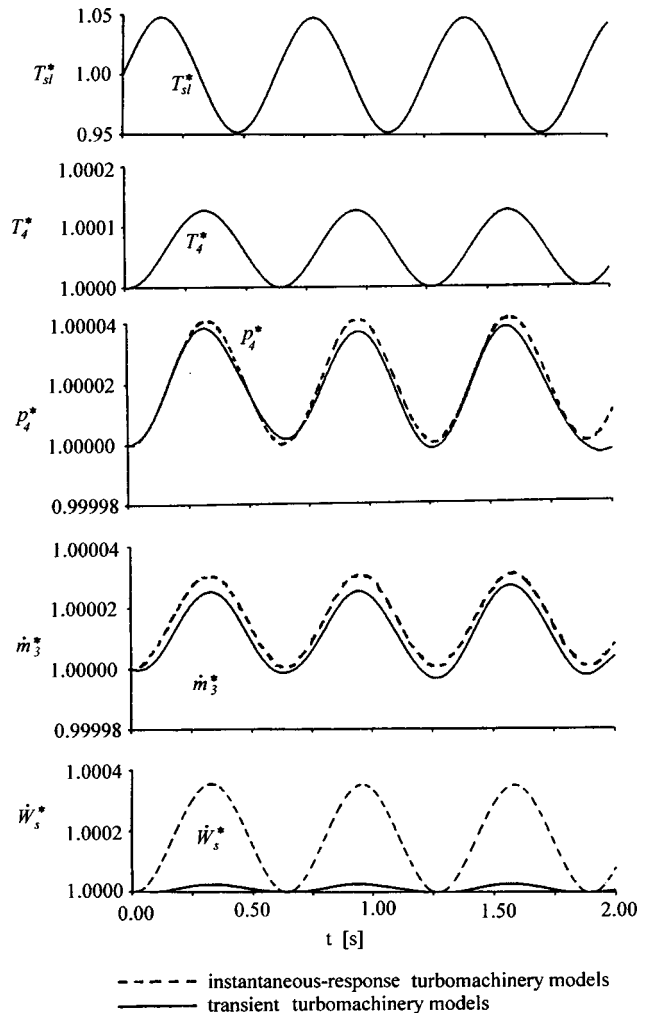 1.05
T*sl 1.00
T*sl
0.95
1.0002
T*4 1.0001
T*4
1.0000
1.00004
p*4
1.00002
p*4
1.00000
0.99998
1.00004
1.00002
ṁ*3 1.00000
ṁ*3
0.99998
1.0004
Ẇs*
1.0002 Ẇs*
1.0000
0.00 0.50 1.00 1.50 2.00
t [s]
instantaneous-response turbomachinery models
transient turbomachinery models